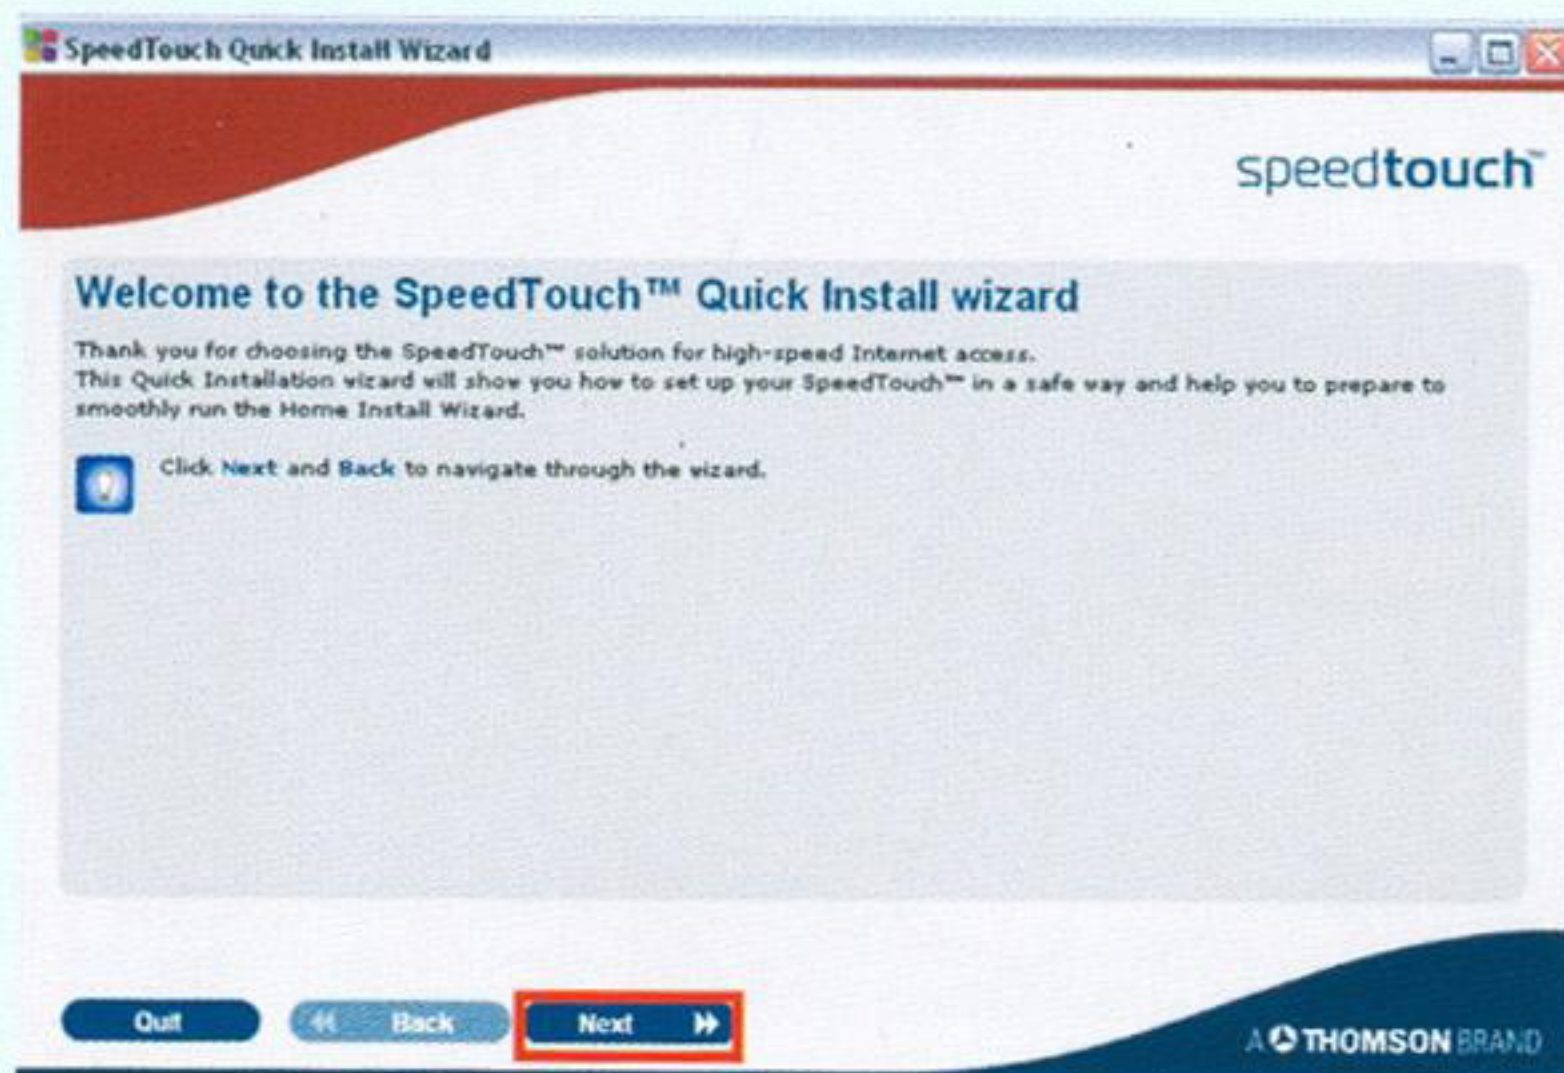 SpeedTouch Quick Install Wizard
speedtouch™
Welcome to the SpeedTouch™ Quick Install wizard
Thank you for choosing the SpeedTouch™ solution for high-speed Internet access.
This Quick Installation wizard will show you how to set up your SpeedTouch™ in a safe way and help you to prepare to
smoothly run the Home Install Wizard.
Click Next and Back to navigate through the wizard.
Quit Back Next
A THOMSON BRAND